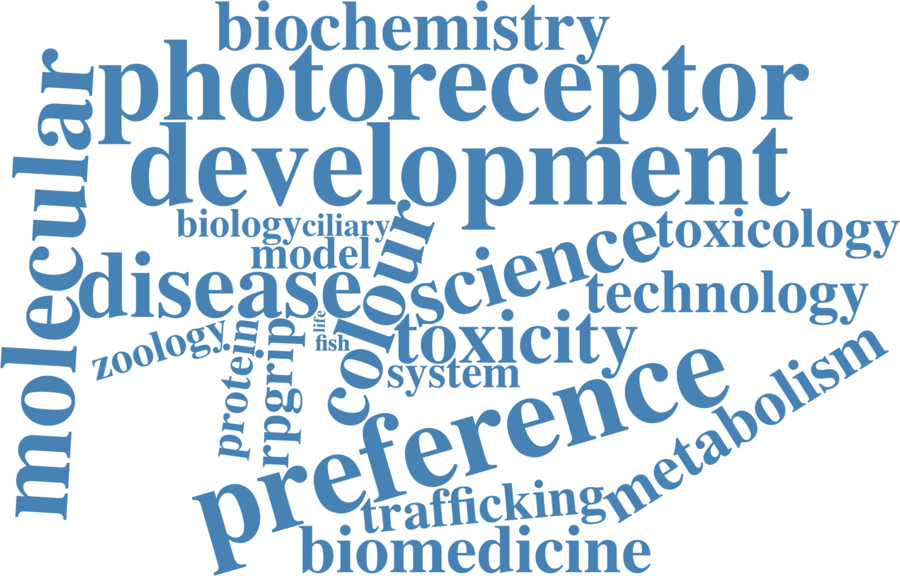 biochemistry
photoreceptor
molecular
development
biology
ciliary
toxicology
model
colour
science
disease
technology
life
fish
toxicity
zoology
protein
rpgrip
system
preference
metabolism
trafficking
biomedicine